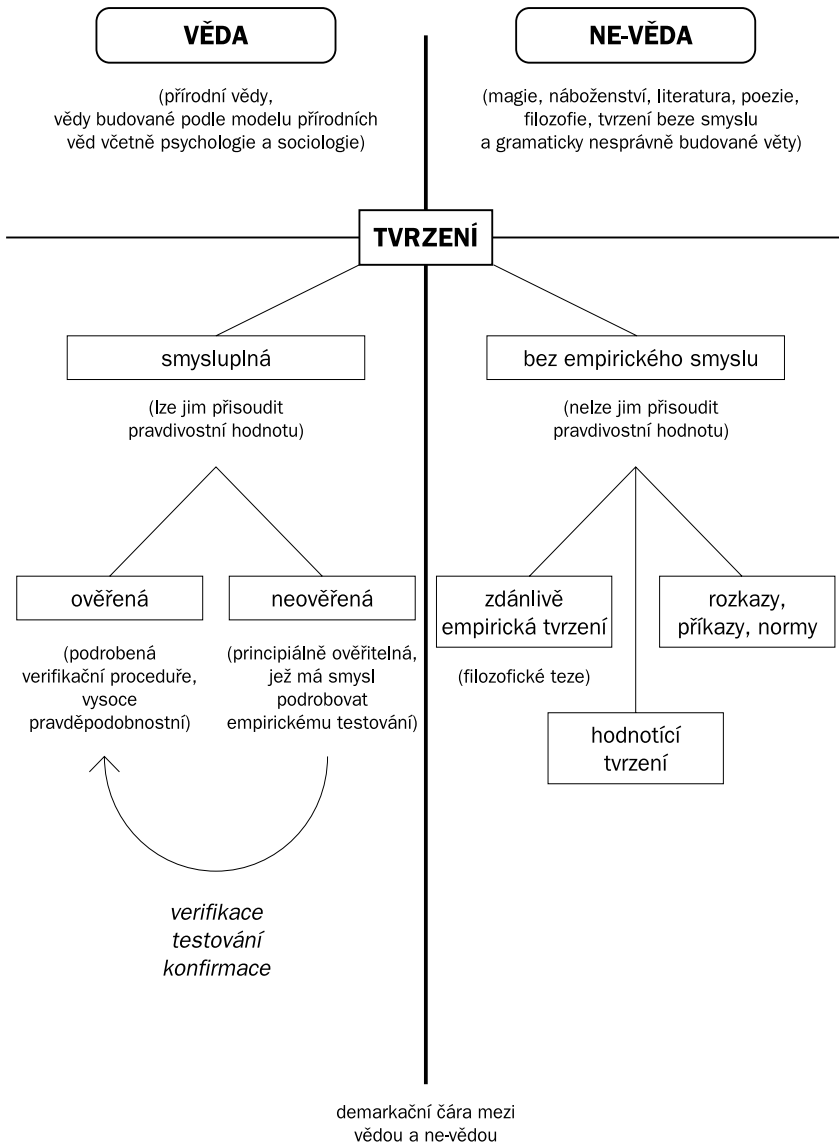 VĚDA
(přírodní vědy,
vědy budované podle modelu přírodních
věd včetně psychologie a sociologie)
NE-VĚDA
(magie, náboženství, literatura, poezie,
filozofie, tvrzení beze smyslu
a gramaticky nesprávně budované věty)
TVRZENÍ
smysluplná
(lze jim přisoudit
pravdivostní hodnotu)
bez empirického smyslu
(nelze jim přisoudit
pravdivostní hodnotu)
ověřená
(podrobená
verifikační proceduře,
vysoce
pravděpodobnostní)
neověřená
(principiálně ověřitelná,
jež má smysl
podrobovat
empirickému testování)
zdánlivě
empirická tvrzení
(filozofické teze)
rozkazy,
příkazy, normy
hodnotící
tvrzení
verifikace
testování
konfirmace
demarkační čára mezi
vědou a ne-vědou